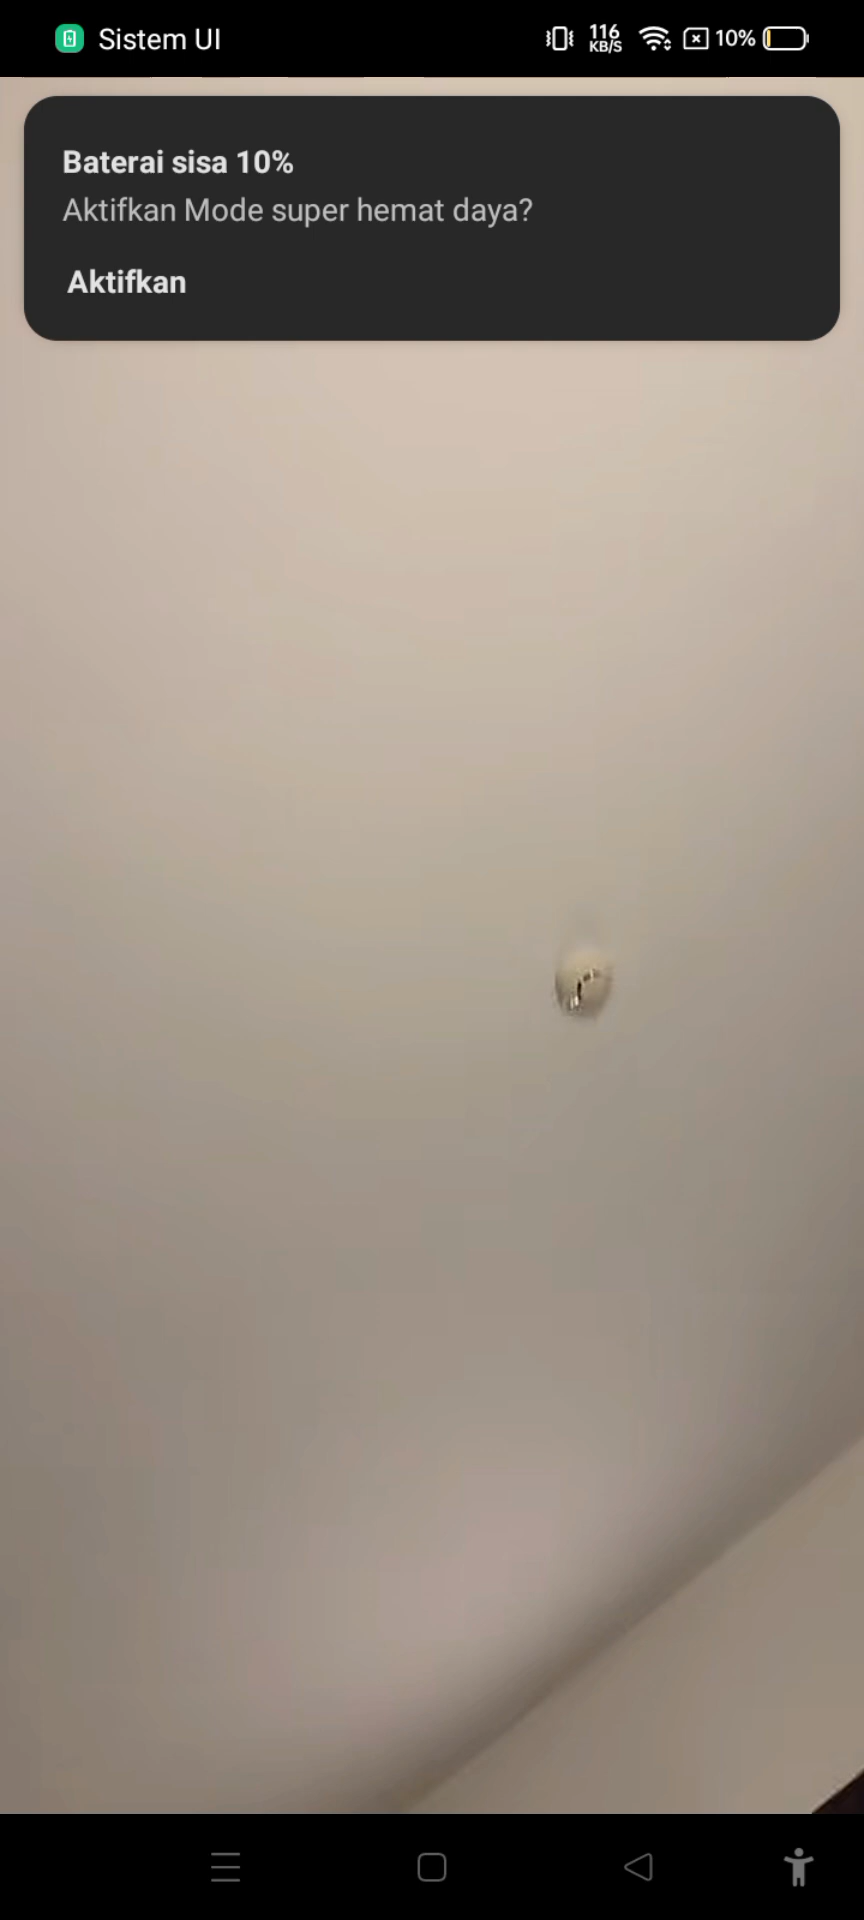 Sistem UI
116
KB/S
10%
Baterai sisa 10%
Aktifkan Mode super hemat daya?
Aktifkan